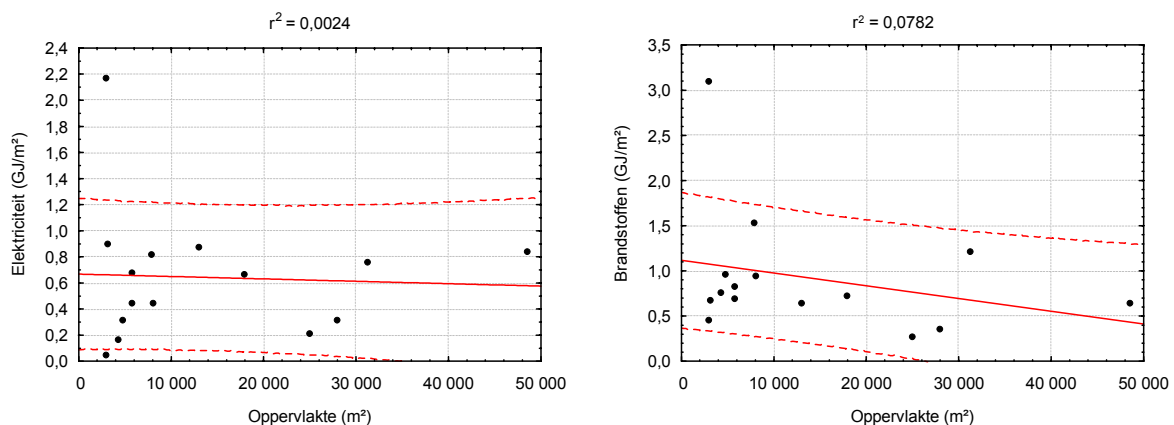 r² = 0,0024
2,4
2,2
2,0
1,8
1,6
1,4
1,2
1,0
0,8
0,6
0,4
0,2
0,0
Elektriciteit (GJ/m²)
0 10 000 20 000 30 000 40 000 50 000
Oppervlakte (m²)
r² = 0,0782
3,5
3,0
2,5
2,0
1,5
1,0
0,5
0,0
Brandstoffen (GJ/m²)
0 10 000 20 000 30 000 40 000 50 000
Oppervlakte (m²)